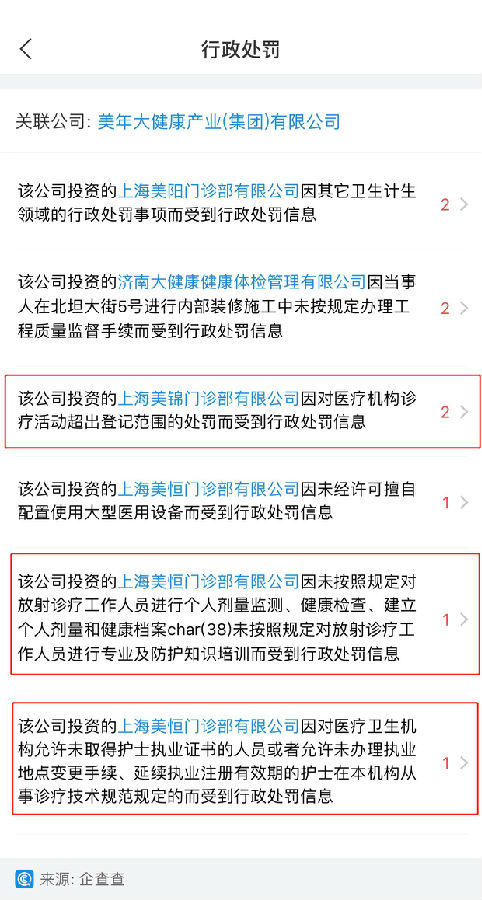 行政处罚
关联公司: 美年大健康产业(集团)有限公司
该公司投资的上海美阳门诊部有限公司因其它卫生计生
领域的行政处罚事项而受到行政处罚信息
2
该公司投资的济南大健康健康体检管理有限公司因当事
人在北坦大街5号进行内部装修施工中未按规定办理工
程质量监督手续而受到行政处罚信息
2
该公司投资的上海美锦门诊部有限公司因对医疗机构诊
疗活动超出登记范围的处罚而受到行政处罚信息
2
该公司投资的上海美恒门诊部有限公司因未经许可擅自
配置使用大型医用设备而受到行政处罚信息
1
该公司投资的上海美恒门诊部有限公司因未按照规定对
放射诊疗工作人员进行个人剂量监测、健康检查、建立
个人剂量和健康档案char(38)未按照规定对放射诊疗工
作人员进行专业及防护知识培训而受到行政处罚信息
1
该公司投资的上海美恒门诊部有限公司因对医疗卫生机
构允许未取得护士执业证书的人员或者允许未办理执业
地点变更手续、延续执业注册有效期的护士在本机构从
事诊疗技术规范规定的而受到行政处罚信息
1
来源: 企查查